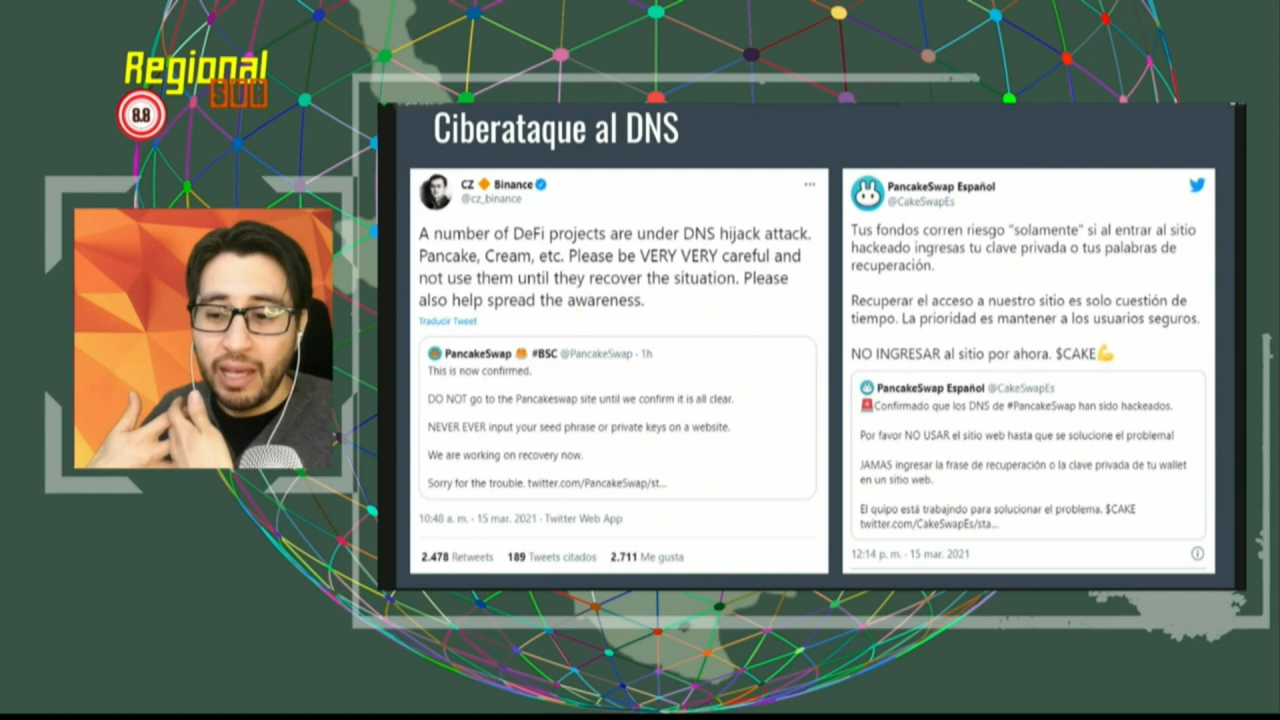 Regional
SUR
8.8
Ciberataque al DNS
CZ 🔶 Binance
@cz_binance
A number of DeFi projects are under DNS hijack attack.
Pancake, Cream, etc. Please be VERY VERY careful and
not use them until they recover the situation. Please
also help spread the awareness.
Traducir Tweet
PancakeSwap 🥞 #BSC @PancakeSwap · 1h
This is now confirmed.
DO NOT go to the Pancakeswap site until we confirm it is all clear.
NEVER EVER input your seed phrase or private keys on a website.
We are working on recovery now.
Sorry for the trouble. twitter.com/PancakeSwap/st...
10:48 a. m. · 15 mar. 2021 · Twitter Web App
2.478 Retweets 189 Tweets citados 2.711 Me gusta
PancakeSwap Español
@CakeSwapEs
Tus fondos corren riesgo "solamente" si al entrar al sitio
hackeado ingresas tu clave privada o tus palabras de
recuperación.
Recuperar el acceso a nuestro sitio es solo cuestión de
tiempo. La prioridad es mantener a los usuarios seguros.
NO INGRESAR al sitio por ahora. $CAKE💪
PancakeSwap Español @CakeSwapEs
🚨Confirmado que los DNS de #PancakeSwap han sido hackeados.
Por favor NO USAR el sitio web hasta que se solucione el problema!
JAMAS ingresar la frase de recuperación o la clave privada de tu wallet
en un sitio web.
El quipo está trabajndo para solucionar el problema. $CAKE
twitter.com/CakeSwapEs/sta...
12:14 p. m. · 15 mar. 2021